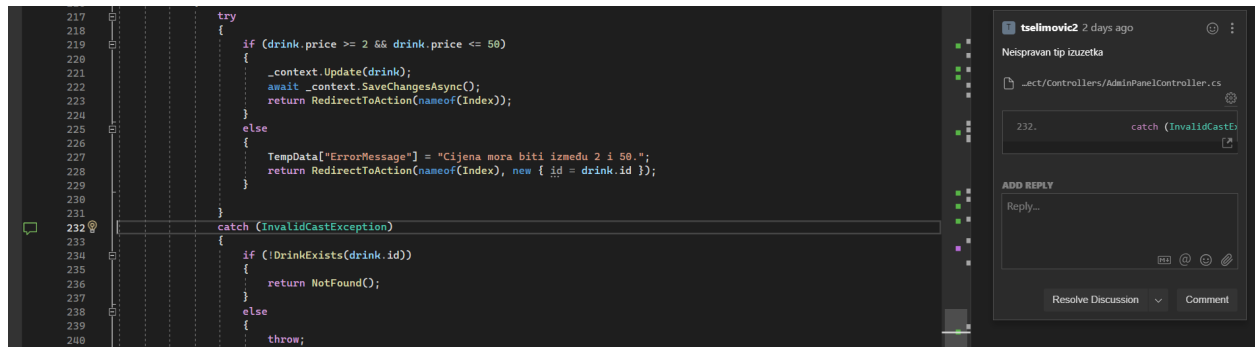 217 try
218 {
219 if (drink.price >= 2 && drink.price <= 50)
220 {
221 _context.Update(drink);
222 await _context.SaveChangesAsync();
223 return RedirectToAction(nameof(Index));
224 }
225 else
226 {
227 TempData["ErrorMessage"] = "Cijena mora biti između 2 i 50.";
228 return RedirectToAction(nameof(Index), new { id = drink.id });
229 }
230
231 }
232 catch (InvalidCastException)
233 {
234 if (!DrinkExists(drink.id))
235 {
236 return NotFound();
237 }
238 else
239 {
240 throw;
T tselimovic2 2 days ago
Neispravan tip izuzetka
…ect/Controllers/AdminPanelController.cs
232. catch (InvalidCastEx
ADD REPLY
Reply...
M+ @
Resolve Discussion Comment